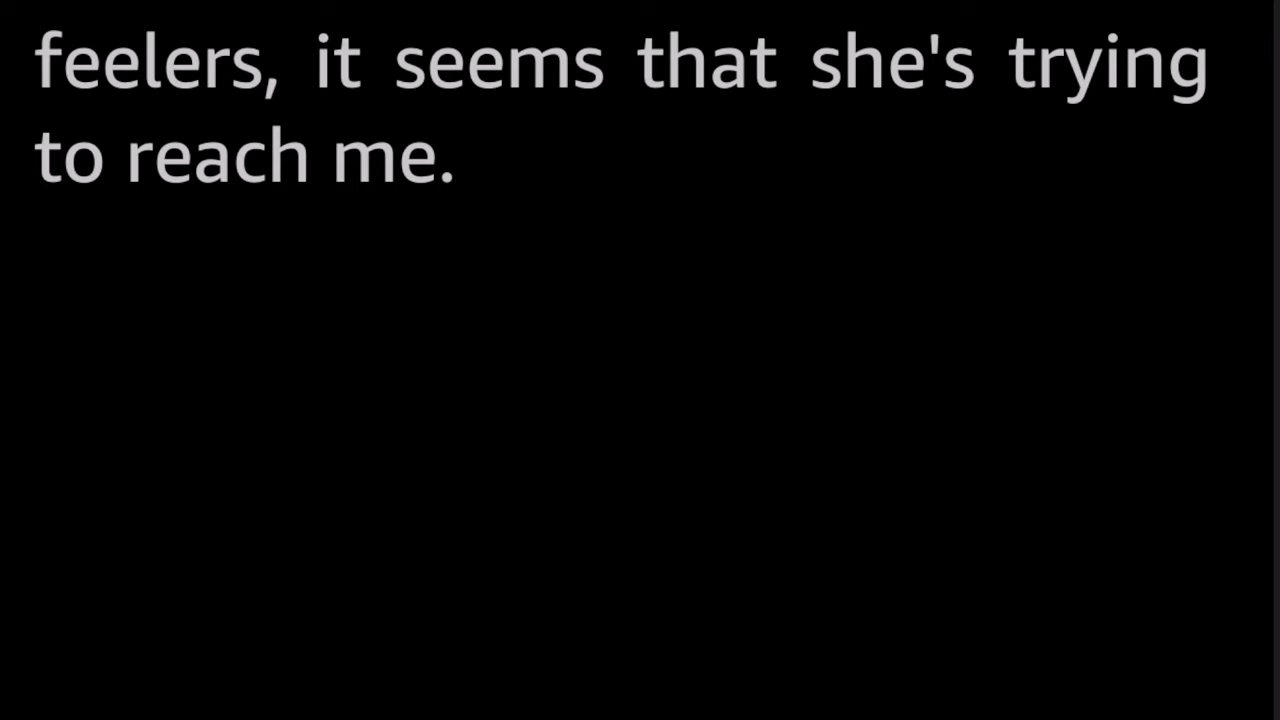 feelers, it seems that she's trying
to reach me.